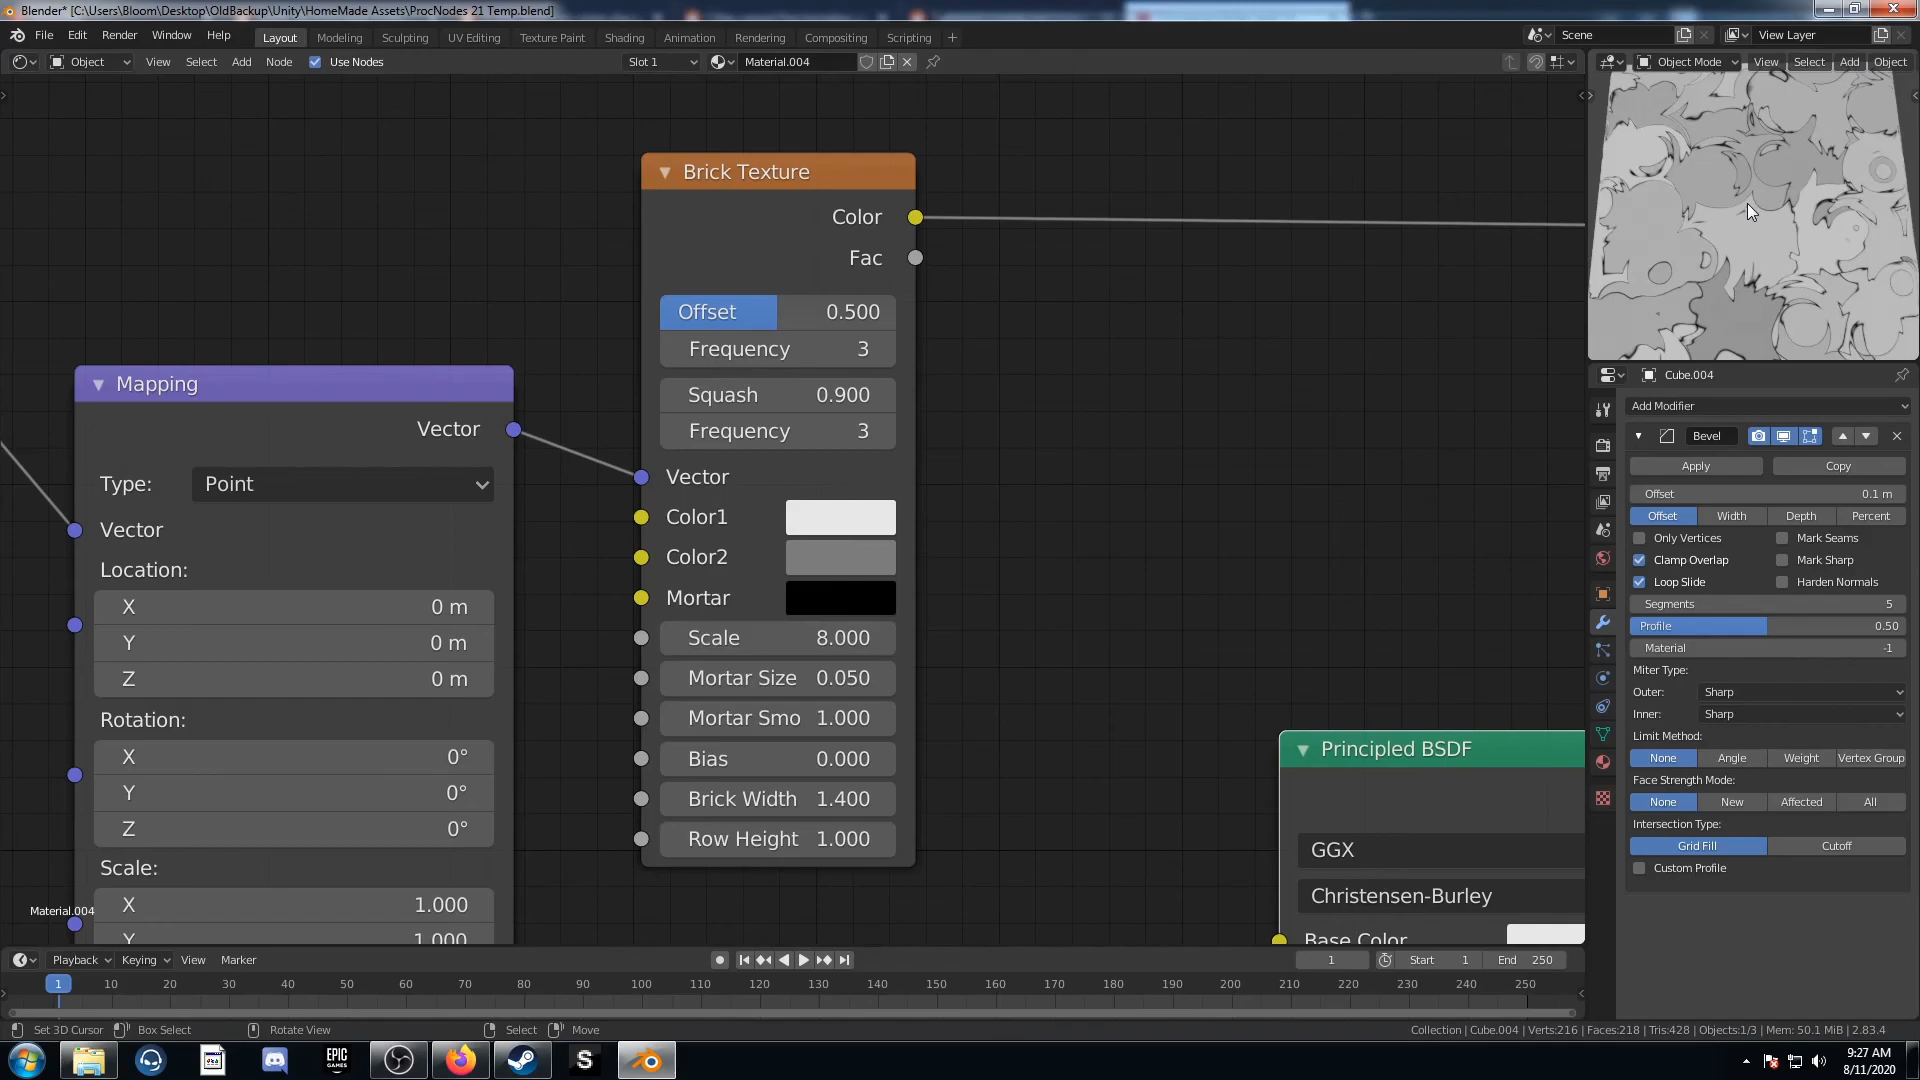 Blender* [C:\Users\Bloom\Desktop\OldBackup\Unity\HomeMade Assets\ProcNodes 21 Temp.blend]
File Edit Render Window Help Layout Modeling Sculpting UV Editing Texture Paint Shading Animation Rendering Compositing Scripting + Scene View Layer
Object View Select Add Node Use Nodes Slot 1 Material.004 Object Mode View Select Add Object
Brick Texture
Color
Fac
Offset 0.500
Frequency 3
Squash 0.900
Frequency 3
Vector
Color1
Color2
Mortar
Scale 8.000
Mortar Size 0.050
Mortar Smo 1.000
Bias 0.000
Brick Width 1.400
Row Height 1.000
Mapping
Vector
Type: Point
Vector
Location:
X 0 m
Y 0 m
Z 0 m
Rotation:
X 0°
Y 0°
Z 0°
Scale:
X 1.000
Y 1.000
Material.004
Principled BSDF
GGX
Christensen-Burley
Base Color
Cube.004
Add Modifier
Bevel
Apply Copy
Offset 0.1 m
Offset Width Depth Percent
Only Vertices Mark Seams
Clamp Overlap Mark Sharp
Loop Slide Harden Normals
Segments 5
Profile 0.50
Material -1
Miter Type:
Outer: Sharp
Inner: Sharp
Limit Method:
None Angle Weight Vertex Group
Face Strength Mode:
None New Affected All
Intersection Type:
Grid Fill Cutoff
Custom Profile
Playback Keying View Marker 1 Start 1 End 250
1 10 20 30 40 50 60 70 80 90 100 110 120 130 140 150 160 170 180 190 200 210 220 230 240 250
Set 3D Cursor Box Select Rotate View Select Move Collection | Cube.004 | Verts:216 | Faces:218 | Tris:428 | Objects:1/3 | Mem: 50.1 MiB | 2.83.4
EPIC GAMES
S
9:27 AM
8/11/2020